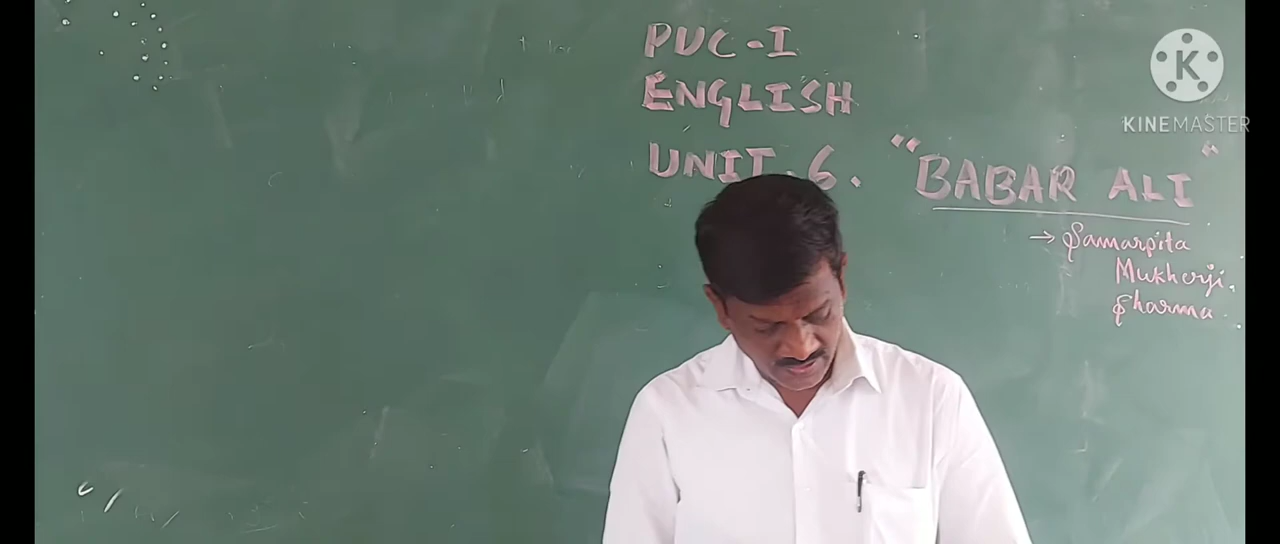 PUC-I
ENGLISH
UNIT.6. "BABAR ALI"
→ Samarpita
Mukherji.
Sharma.
K
KINEMASTER